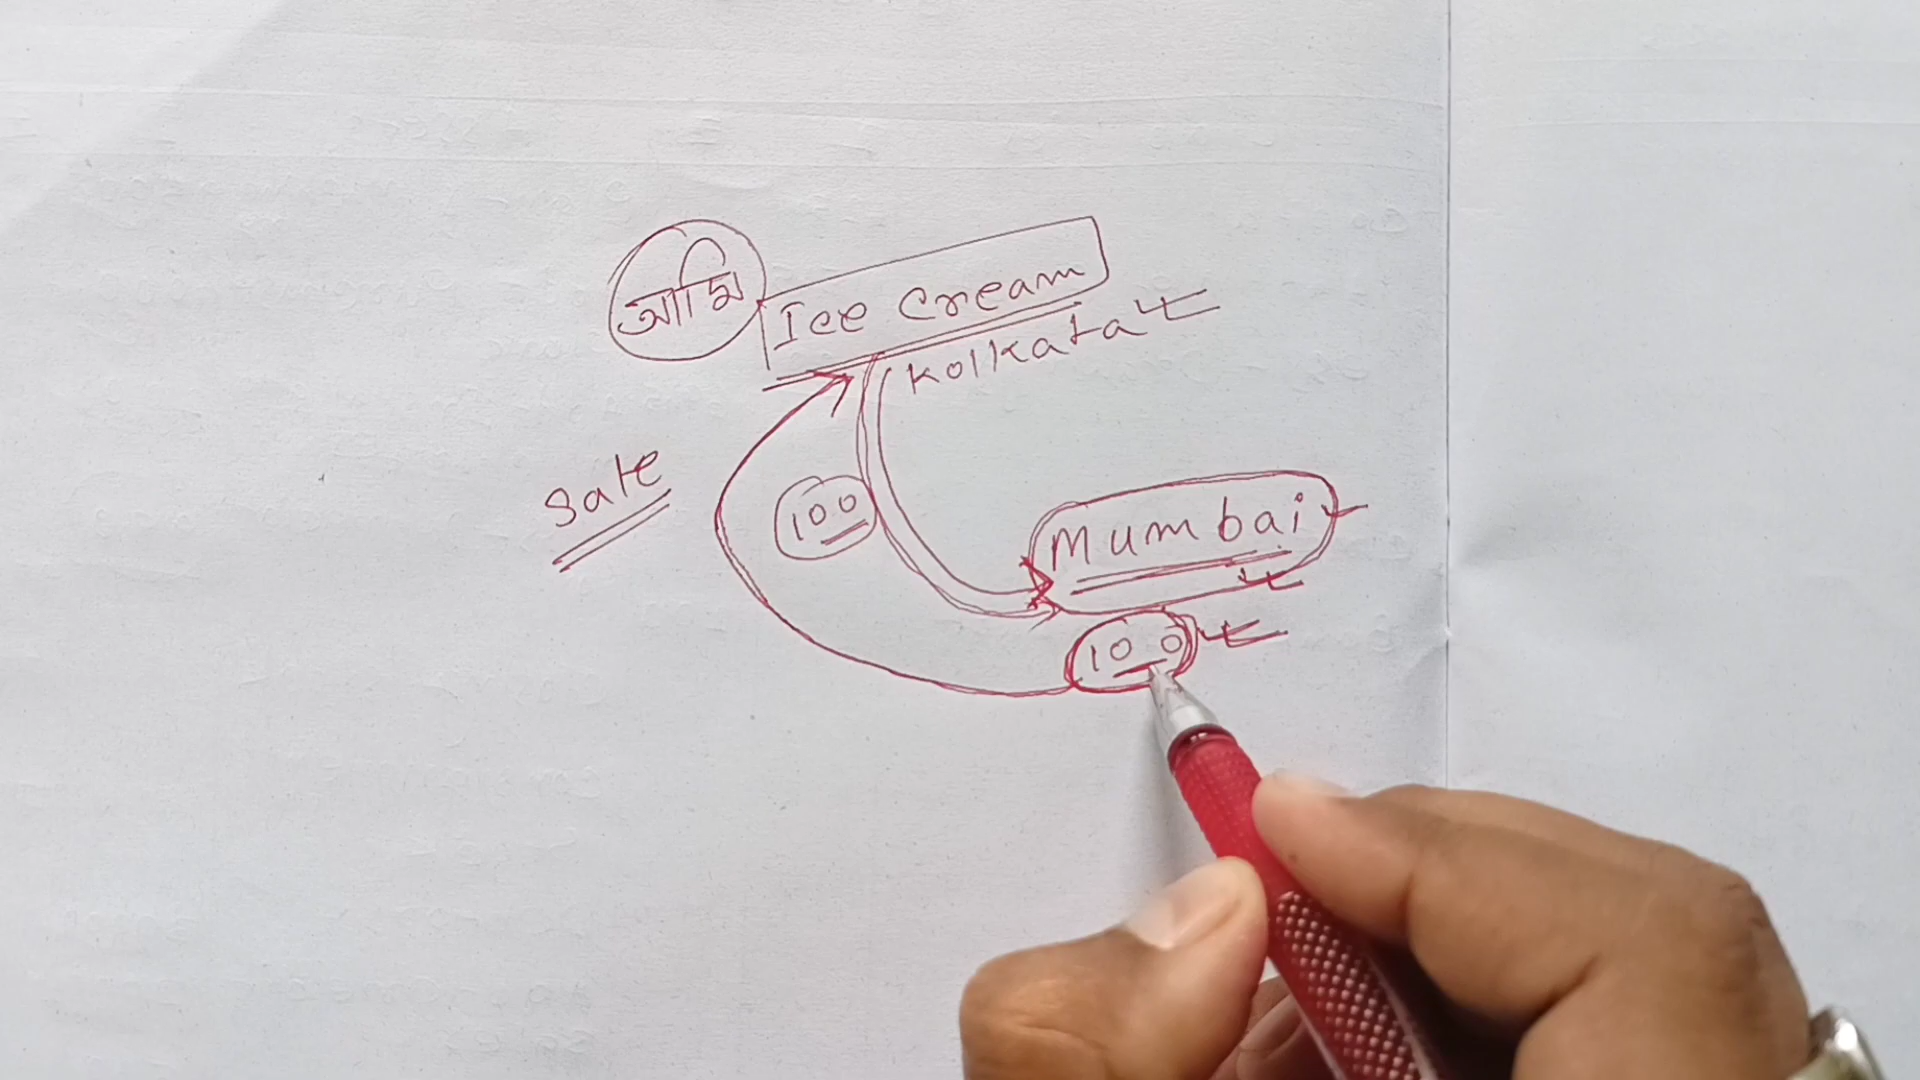 আমি
Ice Cream
Kolkata
Sale
100
Mumbai
100